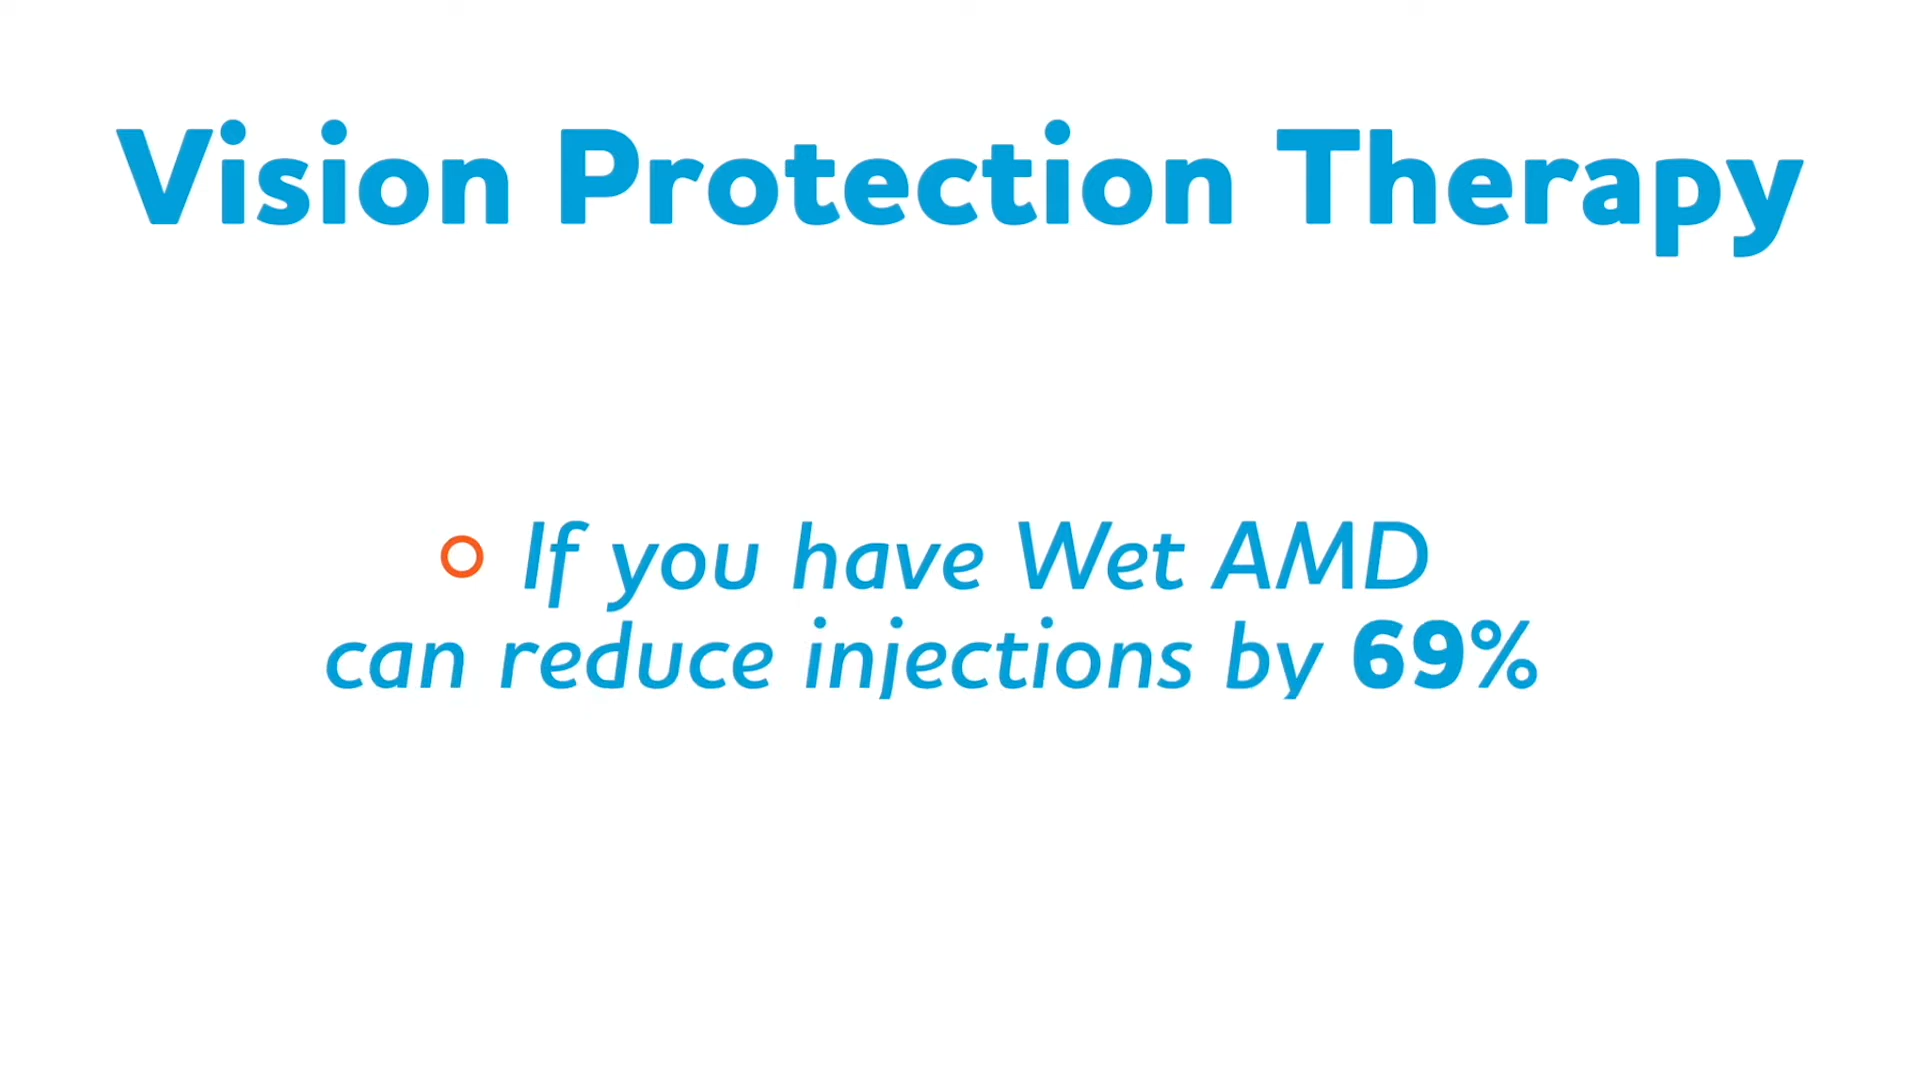 Vision Protection Therapy
If you have Wet AMD
can reduce injections by 69%